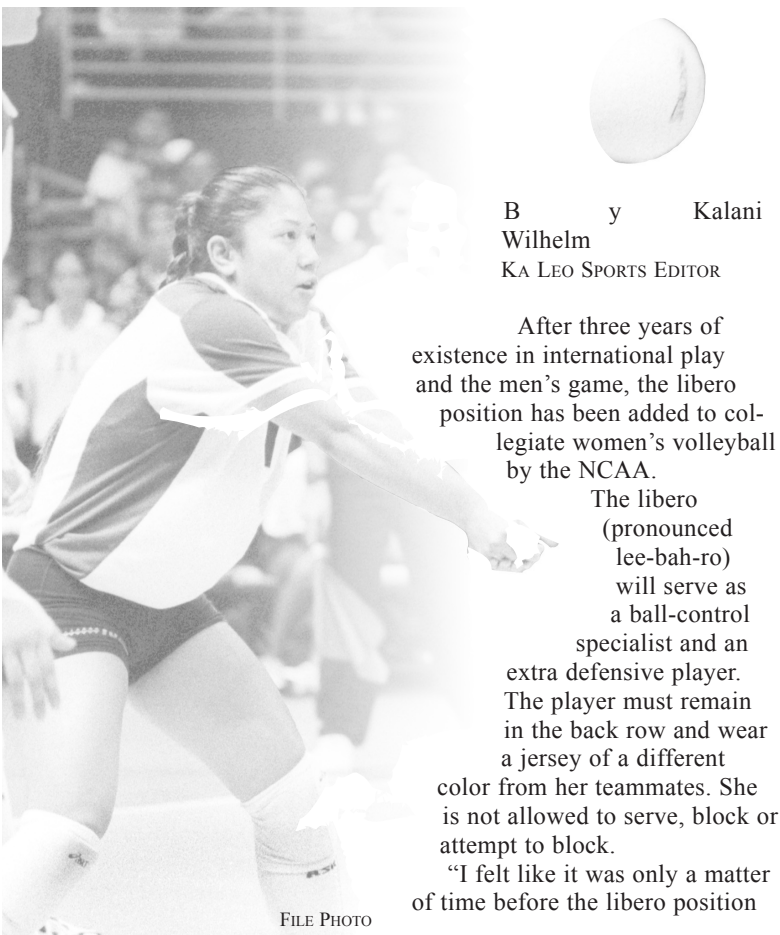 By Kalani
Wilhelm
KA LEO SPORTS EDITOR
After three years of
existence in international play
and the men’s game, the libero
position has been added to col-
legiate women’s volleyball
by the NCAA.
The libero
(pronounced
lee-bah-ro)
will serve as
a ball-control
specialist and an
extra defensive player.
The player must remain
in the back row and wear
a jersey of a different
color from her teammates. She
is not allowed to serve, block or
attempt to block.
“I felt like it was only a matter
of time before the libero position
FILE PHOTO